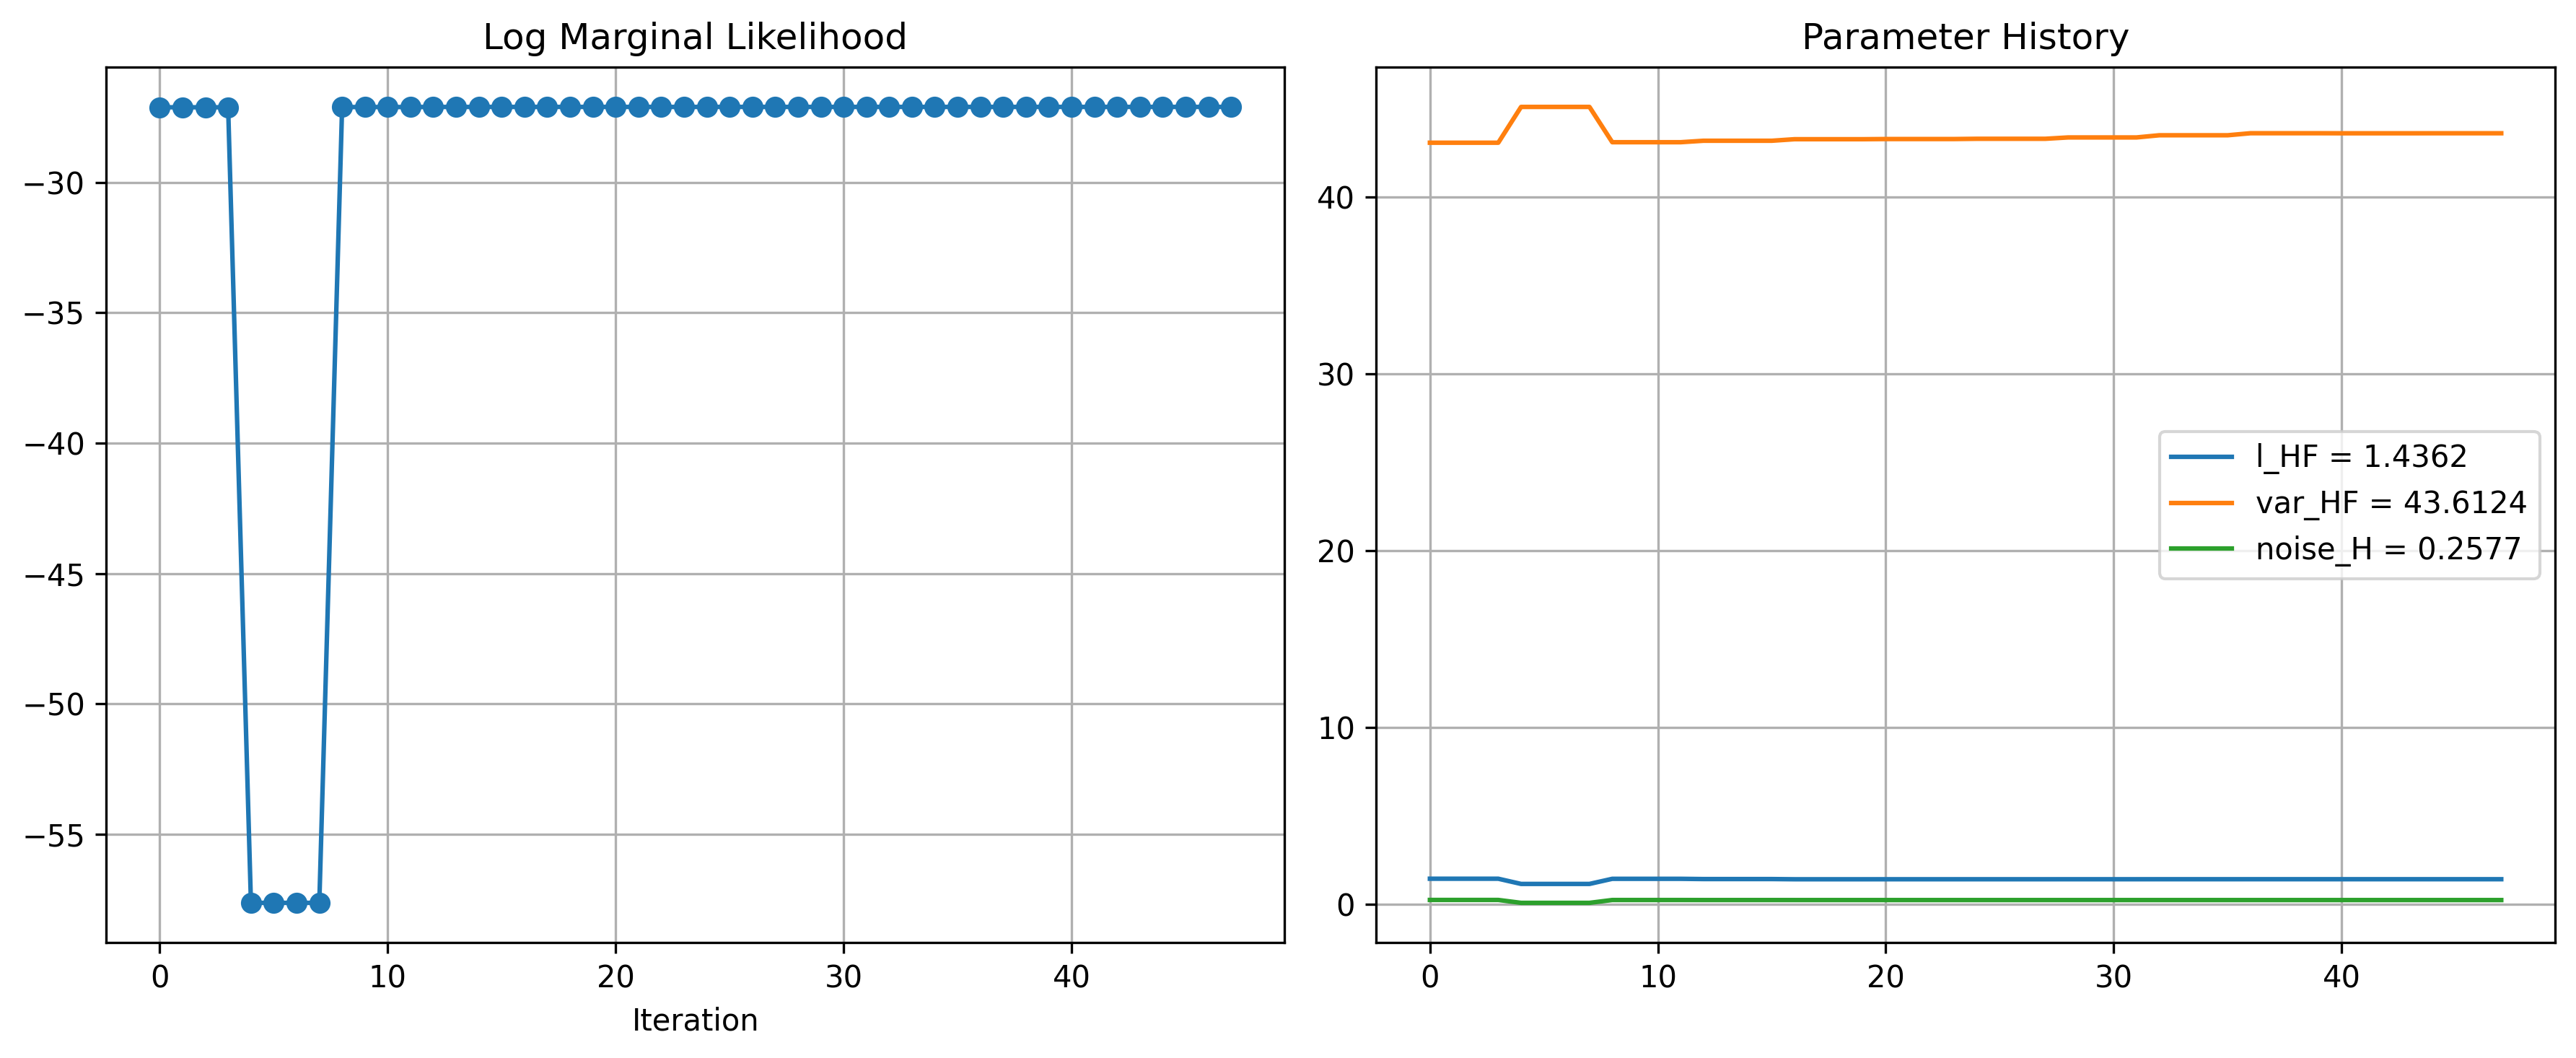 Log Marginal Likelihood
−30
−35
−40
−45
−50
−55
0 10 20 30 40
Iteration
Parameter History
40
30
20
10
0
0 10 20 30 40
l_HF = 1.4362
var_HF = 43.6124
noise_H = 0.2577